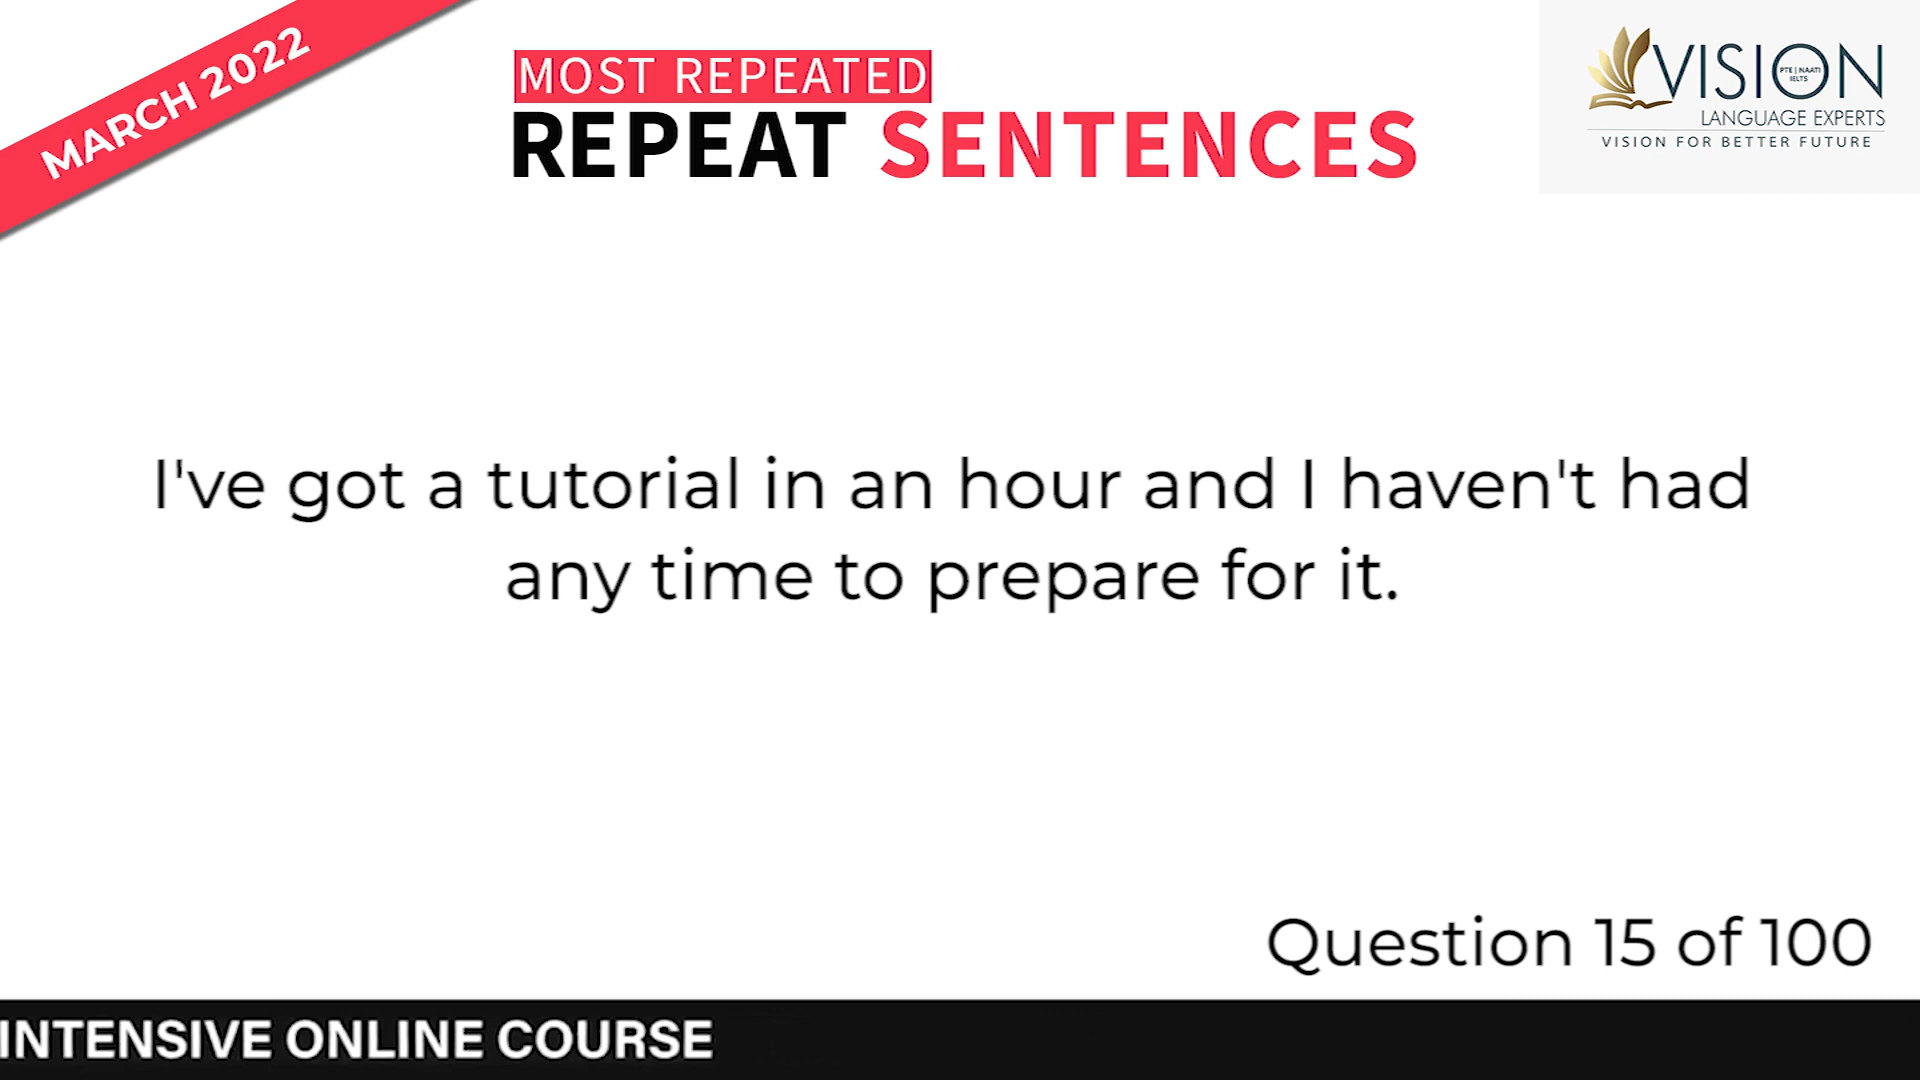 MARCH 2022
MOST REPEATED
REPEAT SENTENCES
VISION
PTE | NAATI
IELTS
LANGUAGE EXPERTS
VISION FOR BETTER FUTURE
I've got a tutorial in an hour and I haven't had
any time to prepare for it.
Question 15 of 100
INTENSIVE ONLINE COURSE